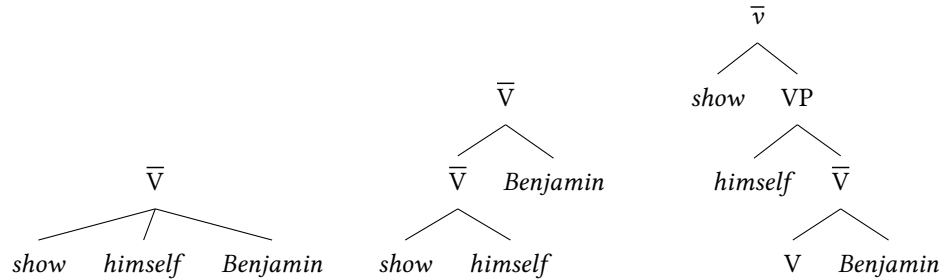 V̅ V̅ v̅
show himself Benjamin V̅ Benjamin show VP
show himself himself V̅
V Benjamin